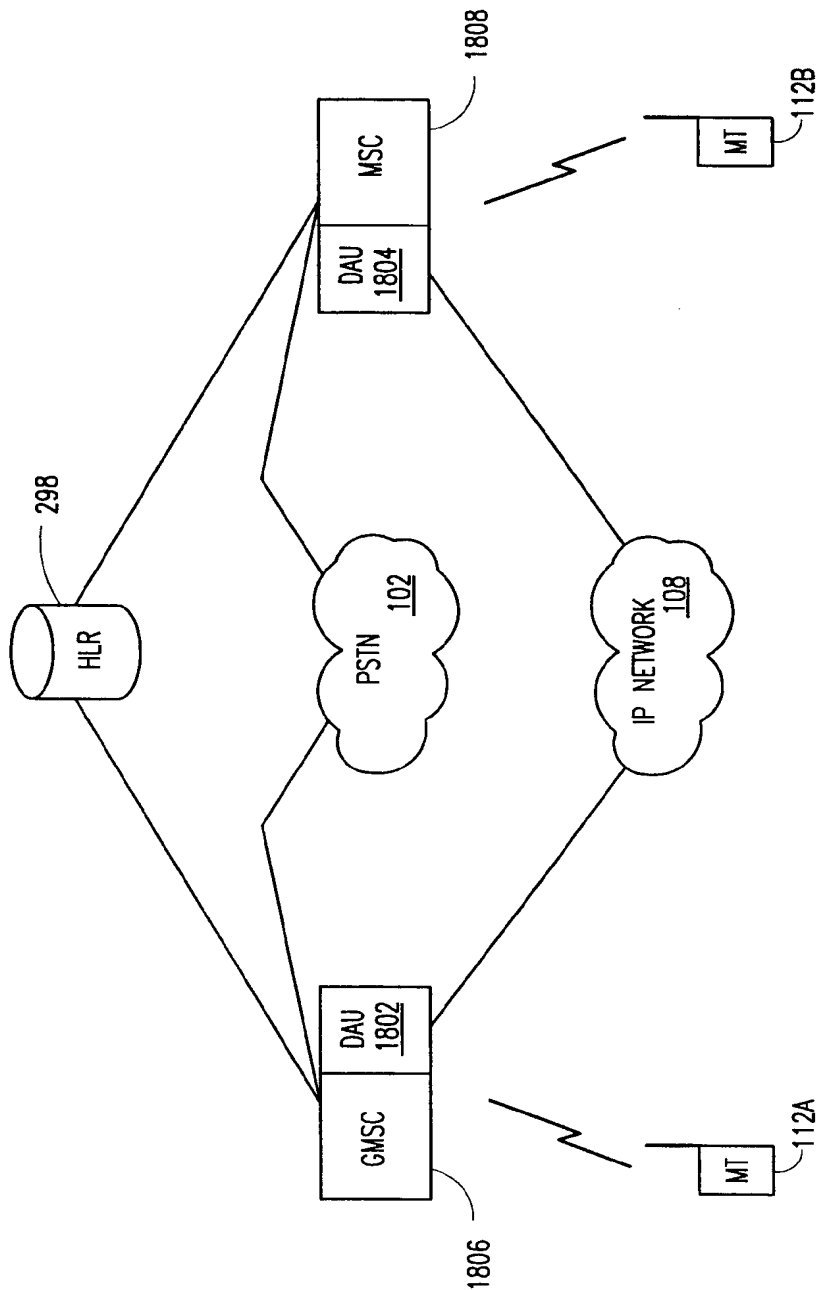 298
HLR
1808
MSC
DAU
1804
PSTN
102
GMSC
DAU
1802
1806
IP NETWORK
108
MT
112A
MT
112B